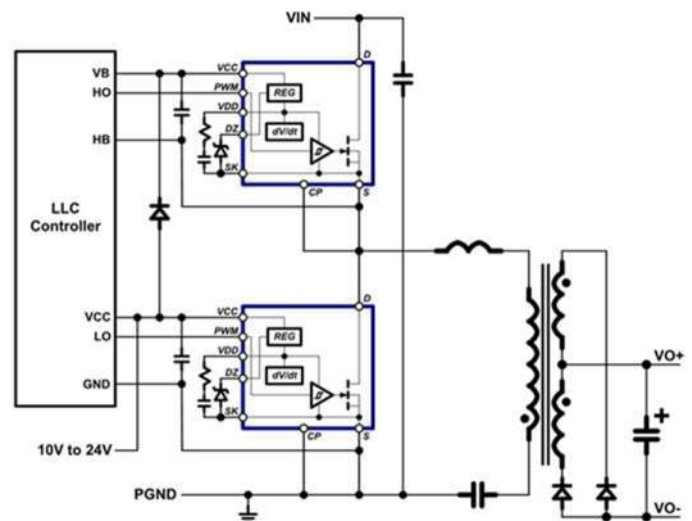 VIN
D
VB
VCC
HO
PWM
REG
VDD
DZ
dV/dt
HB
SK
CP
S
LLC
Controller
D
VCC
VCC
LO
PWM
REG
VDD
VO+
DZ
dV/dt
GND
SK
+
CP
S
10V to 24V
PGND
VO-